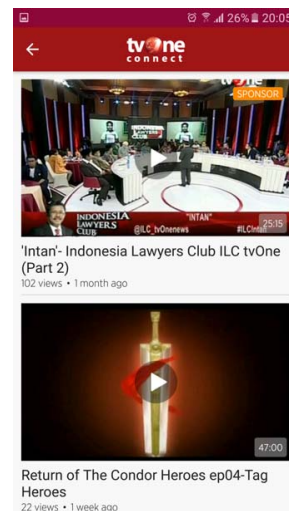 26% 20:05
tvOne
connect
tvOne
SPONSOR
INDONESIA
LAWYERS
CLUB
"INTAN"
@ILC_tvOnenews
#ILCIntan
25:15
'Intan'- Indonesia Lawyers Club ILC tvOne
(Part 2)
102 views • 1 month ago
47:00
Return of The Condor Heroes ep04-Tag
Heroes
22 views • 1 week ago